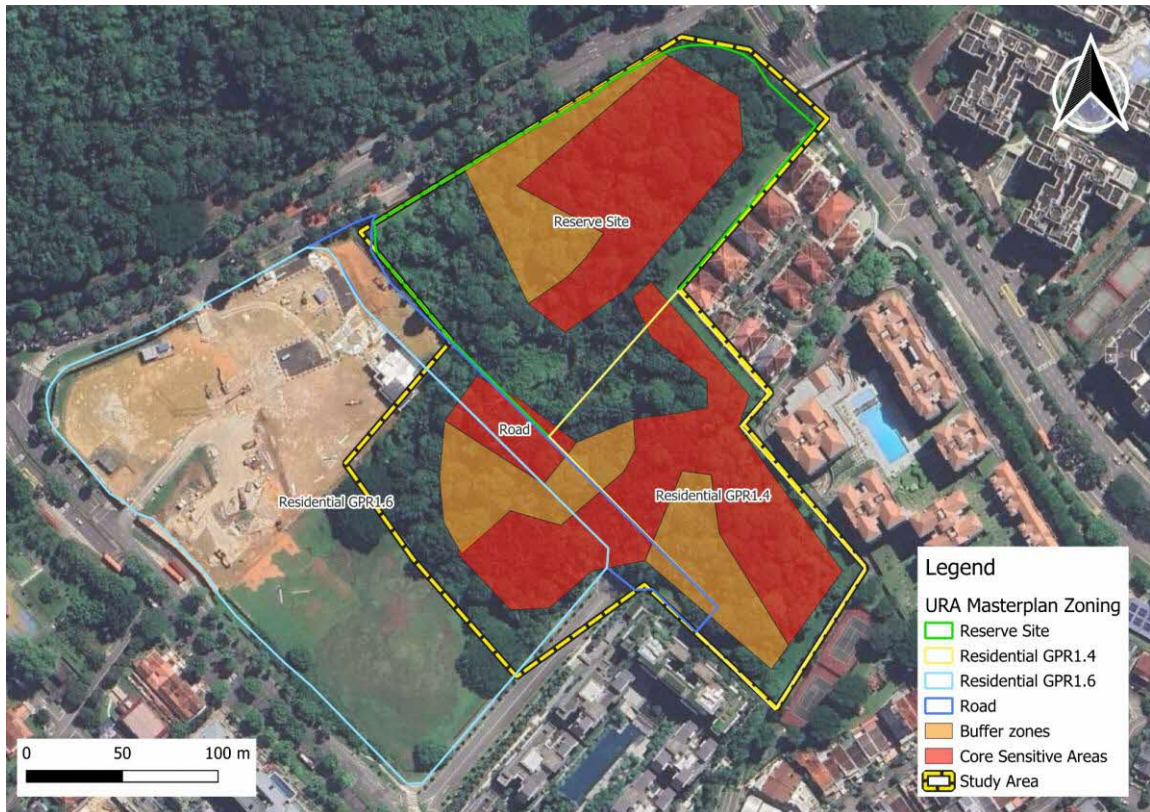 Reserve Site
Road
Residential GPR1.6
Residential GPR1.4
Legend
URA Masterplan Zoning
Reserve Site
Residential GPR1.4
Residential GPR1.6
Road
Buffer zones
Core Sensitive Areas
Study Area
0 50 100 m